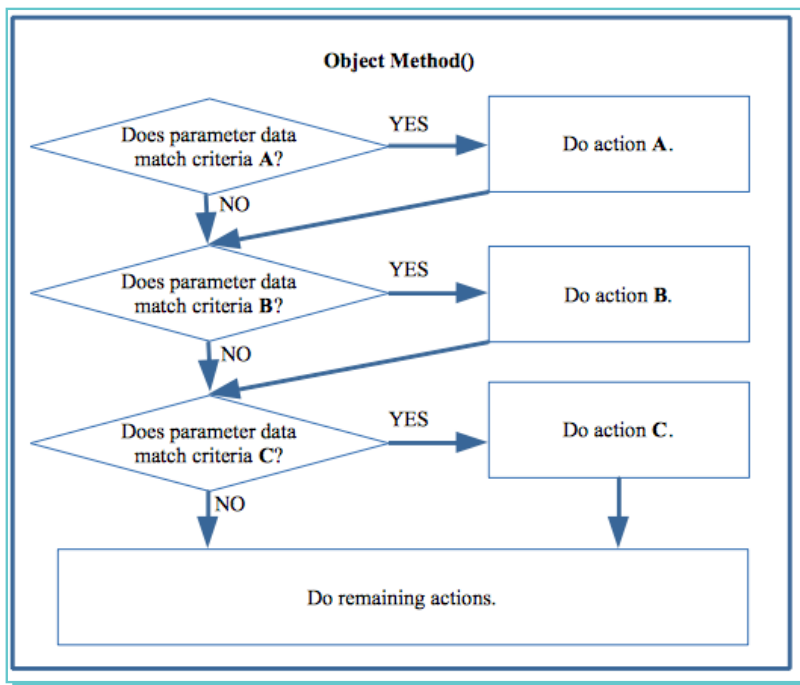 Object Method()
Does parameter data
match criteria A?
YES
Do action A.
NO
Does parameter data
match criteria B?
YES
Do action B.
NO
Does parameter data
match criteria C?
YES
Do action C.
NO
Do remaining actions.